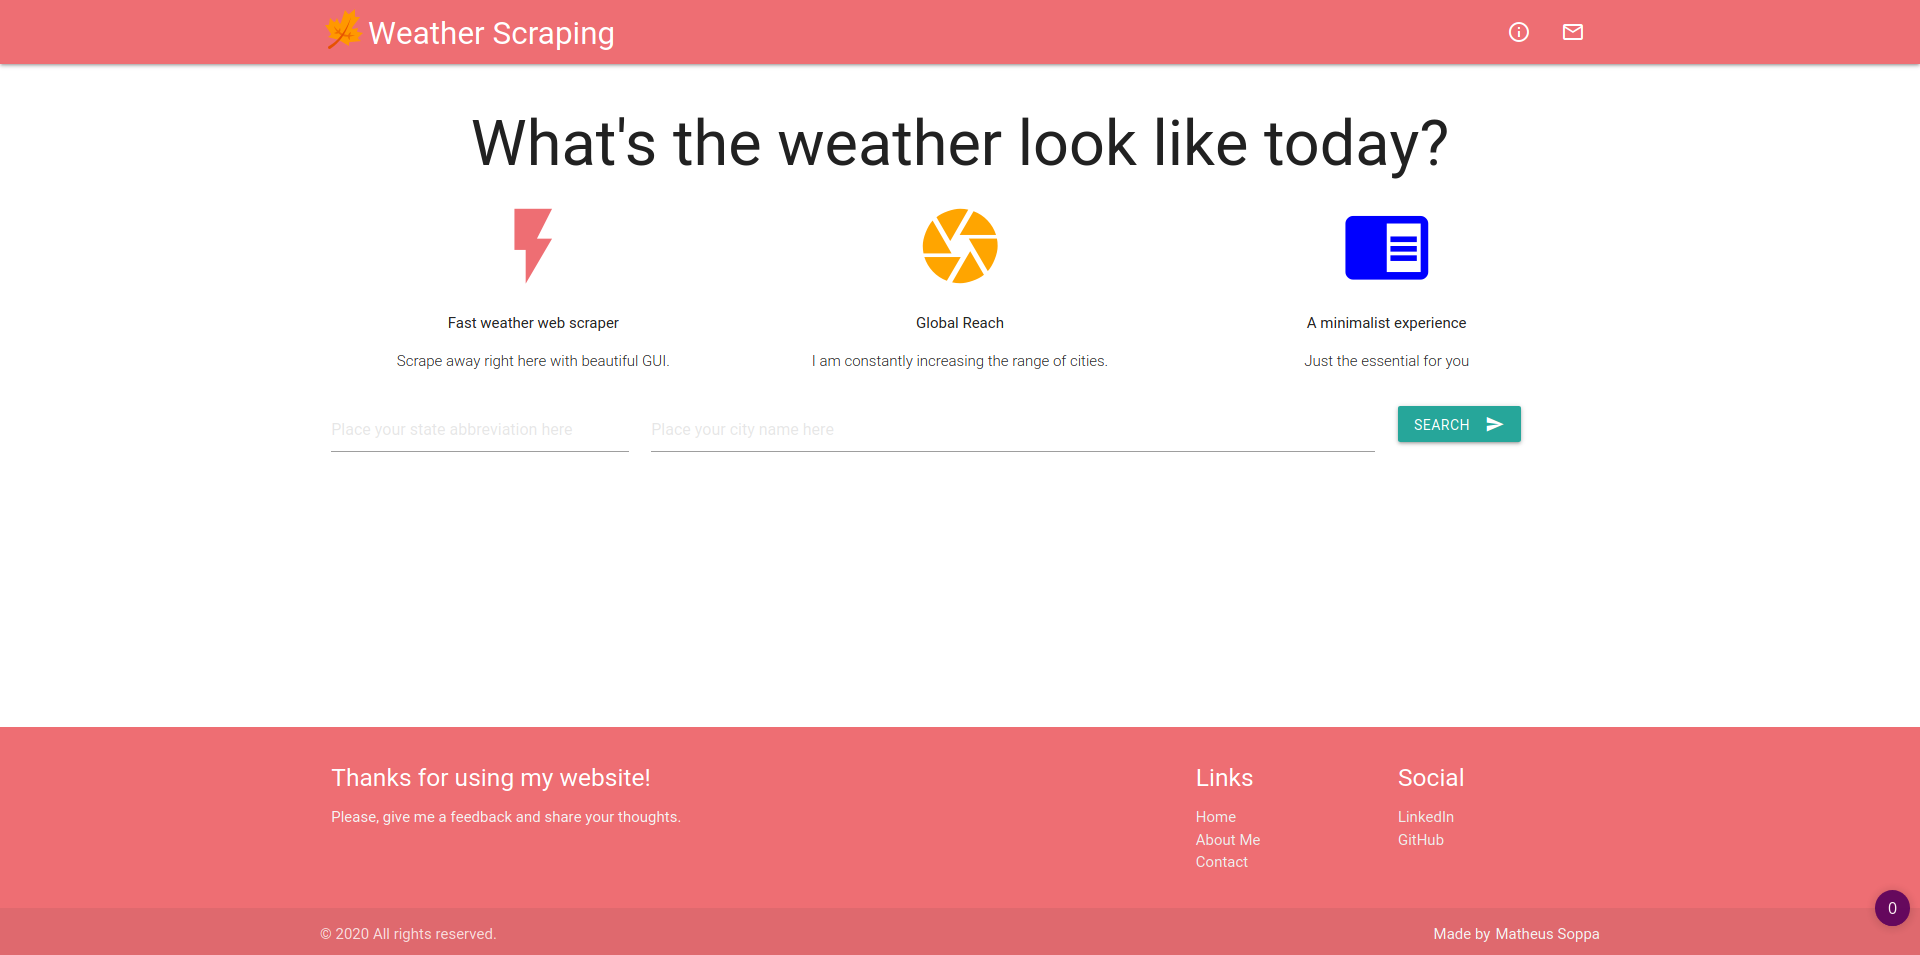 Weather Scraping
What's the weather look like today?
Fast weather web scraper
Scrape away right here with beautiful GUI.
Global Reach
I am constantly increasing the range of cities.
A minimalist experience
Just the essential for you
Place your state abbreviation here
Place your city name here
SEARCH
Thanks for using my website!
Please, give me a feedback and share your thoughts.
Links
Home
About Me
Contact
Social
LinkedIn
GitHub
0
© 2020 All rights reserved.
Made by Matheus Soppa